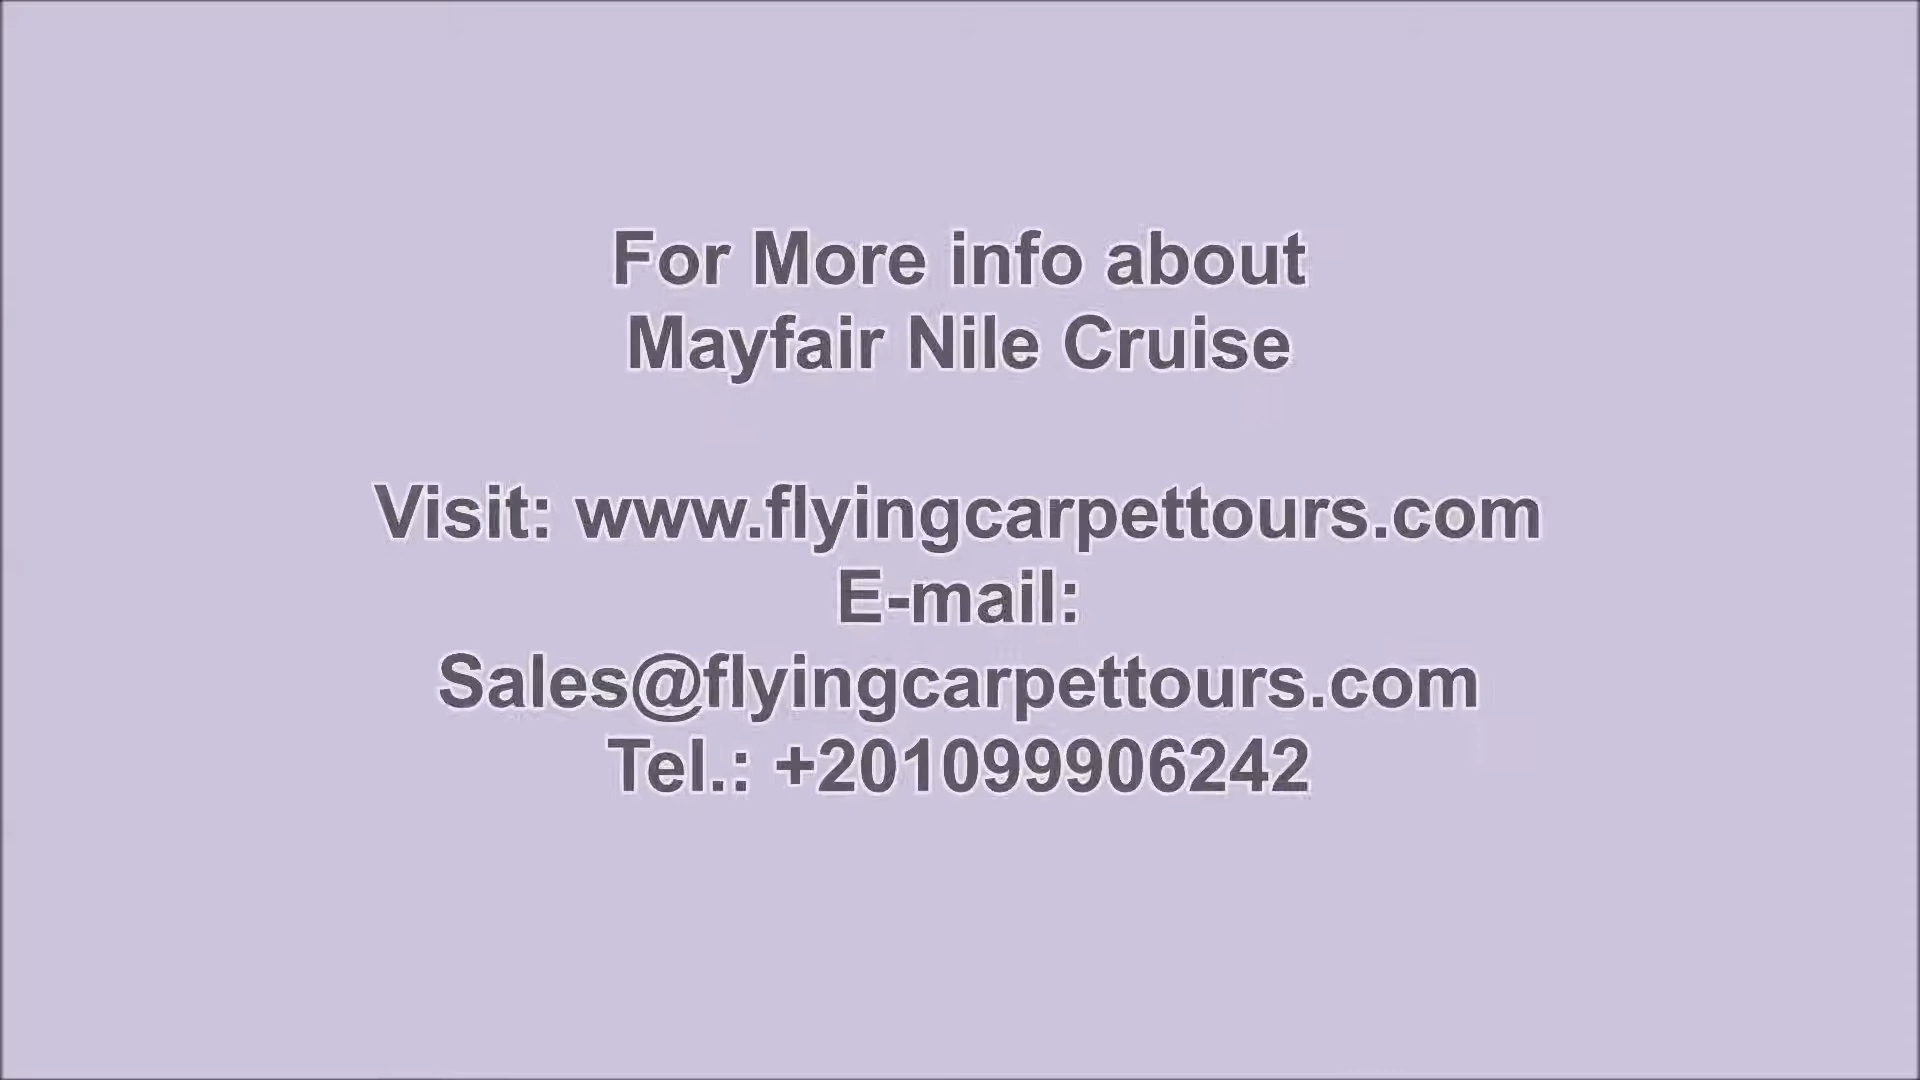 For More info about
Mayfair Nile Cruise
Visit: www.flyingcarpettours.com
E-mail:
Sales@flyingcarpettours.com
Tel.: +201099906242